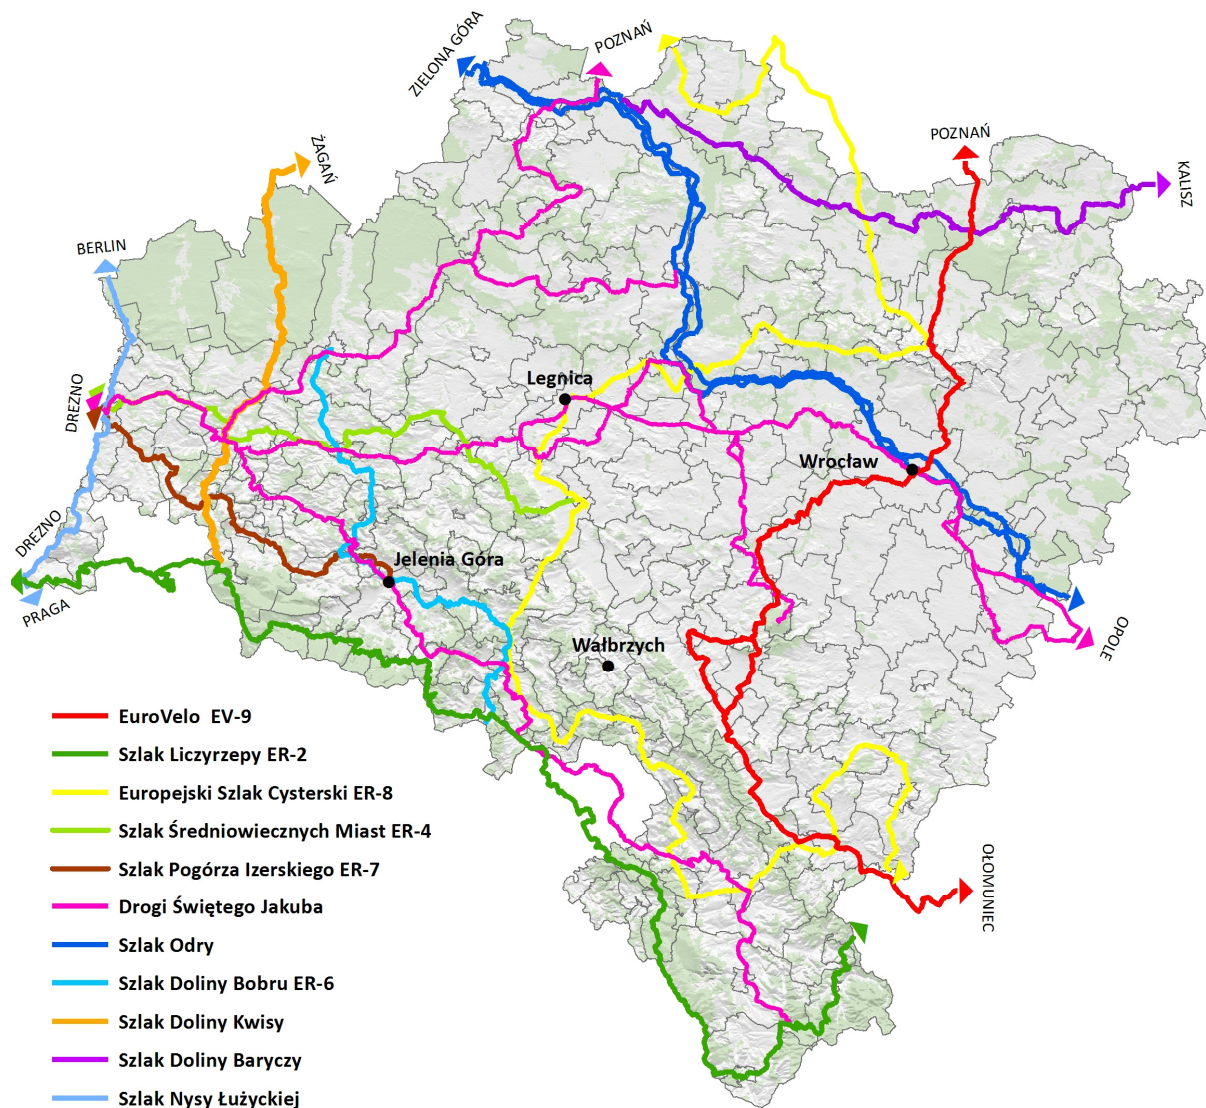 ZIELONA GÓRA
POZNAŃ
POZNAŃ
ŻAGAŃ
KALISZ
BERLIN
DREZNO
Legnica
Wrocław
DREZNO
Jelenia Góra
PRAGA
OPOLE
Wałbrzych
EuroVelo EV-9
Szlak Liczyrzepy ER-2
Europejski Szlak Cysterski ER-8
Szlak Średniowiecznych Miast ER-4
Szlak Pogórza Izerskiego ER-7
OŁOMUNIEC
Drogi Świętego Jakuba
Szlak Odry
Szlak Doliny Bobru ER-6
Szlak Doliny Kwisy
Szlak Doliny Baryczy
Szlak Nysy Łużyckiej